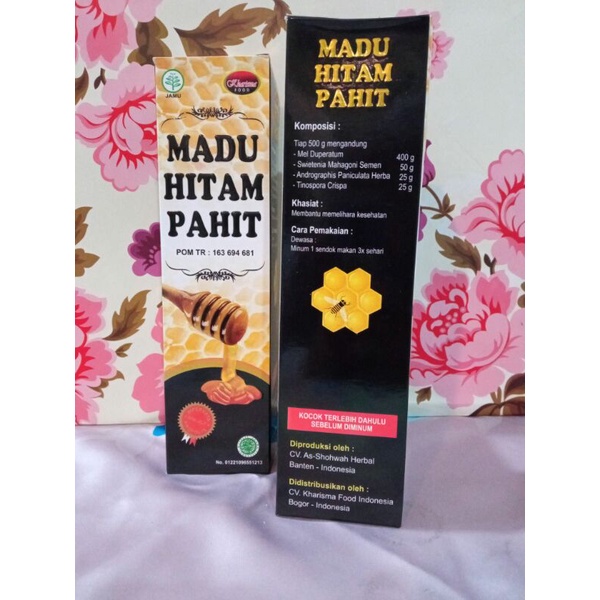 JAMU
Kharisma
FOOD
MADU
HITAM
PAHIT
POM TR : 163 694 681
No. 01221090551213
MADU
HITAM
PAHIT
Komposisi :
Tiap 500 g mengandung
- Mel Duperatum 400 g
- Swietenia Mahagoni Semen 50 g
- Andrographis Paniculata Herba 25 g
- Tinospora Crispa 25 g
Khasiat :
Membantu memelihara kesehatan
Cara Pemakaian :
Dewasa :
Minum 1 sendok makan 3x sehari
KOCOK TERLEBIH DAHULU
SEBELUM DIMINUM
Diproduksi oleh :
CV. As-Shohwah Herbal
Banten - Indonesia
Didistribusikan oleh :
CV. Kharisma Food Indonesia
Bogor - Indonesia